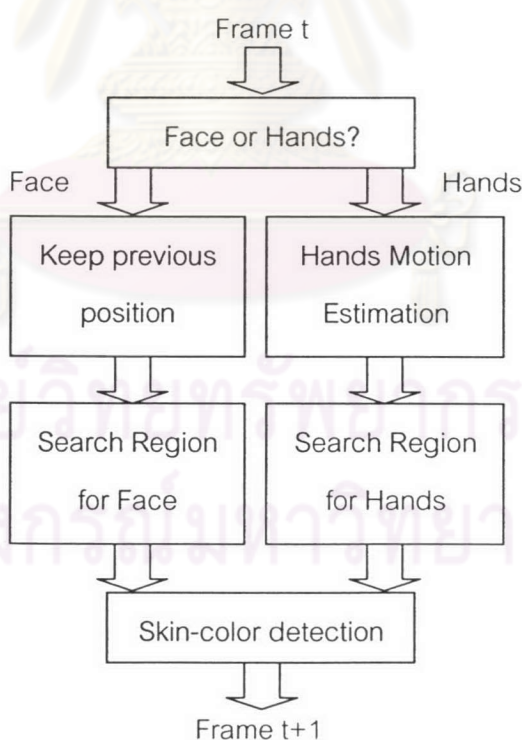 Frame t
Face or Hands?
Face
Hands
Keep previous
position
Hands Motion
Estimation
Search Region
for Face
Search Region
for Hands
Skin-color detection
Frame t+1